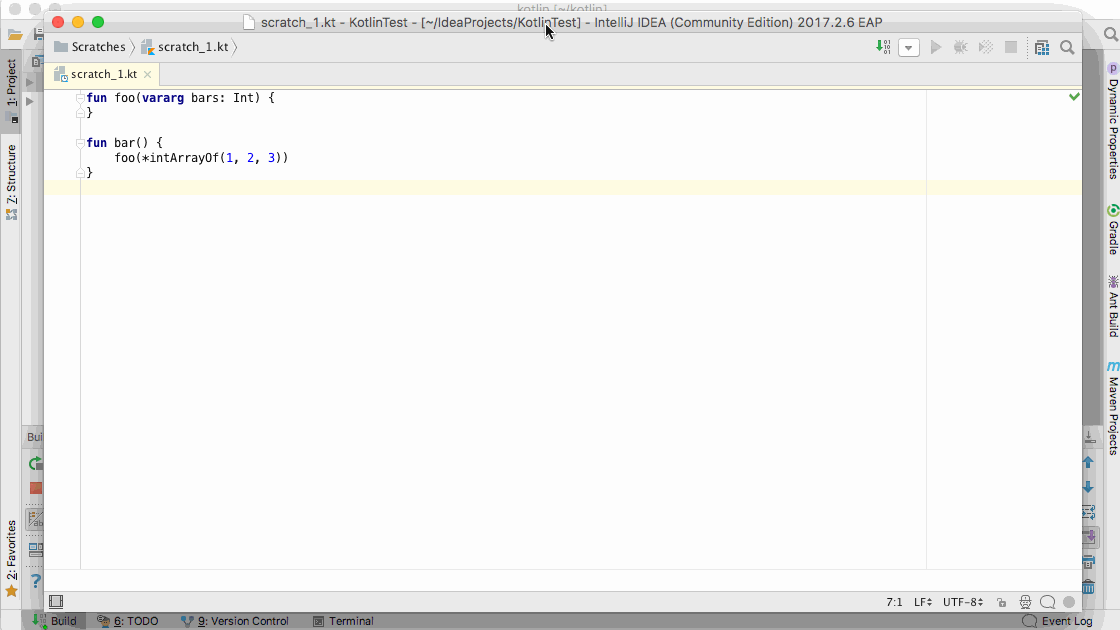 kotlin [~/kotlin]
scratch_1.kt - KotlinTest - [~/IdeaProjects/KotlinTest] - IntelliJ IDEA (Community Edition) 2017.2.6 EAP
Scratches
scratch_1.kt
scratch_1.kt
fun foo(vararg bars: Int) {
}
fun bar() {
    foo(*intArrayOf(1, 2, 3))
}
1: Project
7: Structure
2: Favorites
Dynamic Properties
Gradle
Ant Build
Maven Projects
Bui
7:1
LF
UTF-8
Build
6: TODO
9: Version Control
Terminal
Event Log